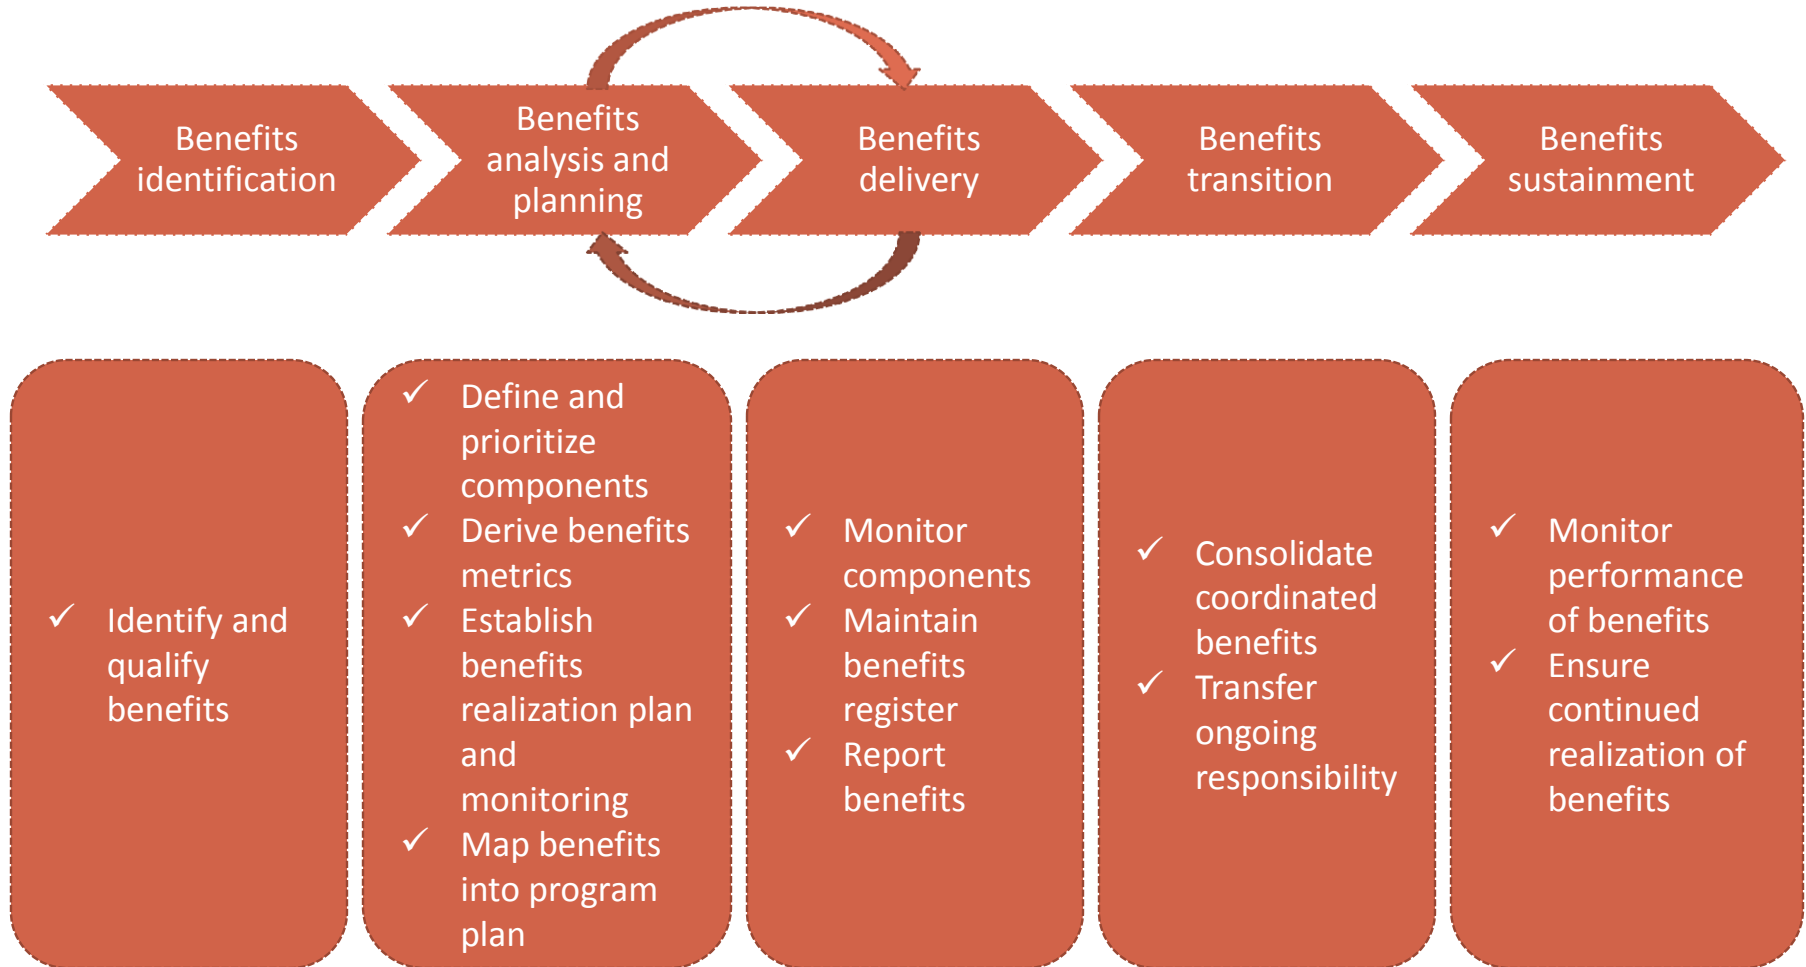 Benefits
identification
Benefits
analysis and
planning
Benefits
delivery
Benefits
transition
Benefits
sustainment
✓ Identify and
qualify
benefits
✓ Define and
prioritize
components
✓ Derive benefits
metrics
✓ Establish
benefits
realization plan
and
monitoring
✓ Map benefits
into program
plan
✓ Monitor
components
✓ Maintain
benefits
register
✓ Report
benefits
✓ Consolidate
coordinated
benefits
✓ Transfer
ongoing
responsibility
✓ Monitor
performance
of benefits
✓ Ensure
continued
realization of
benefits